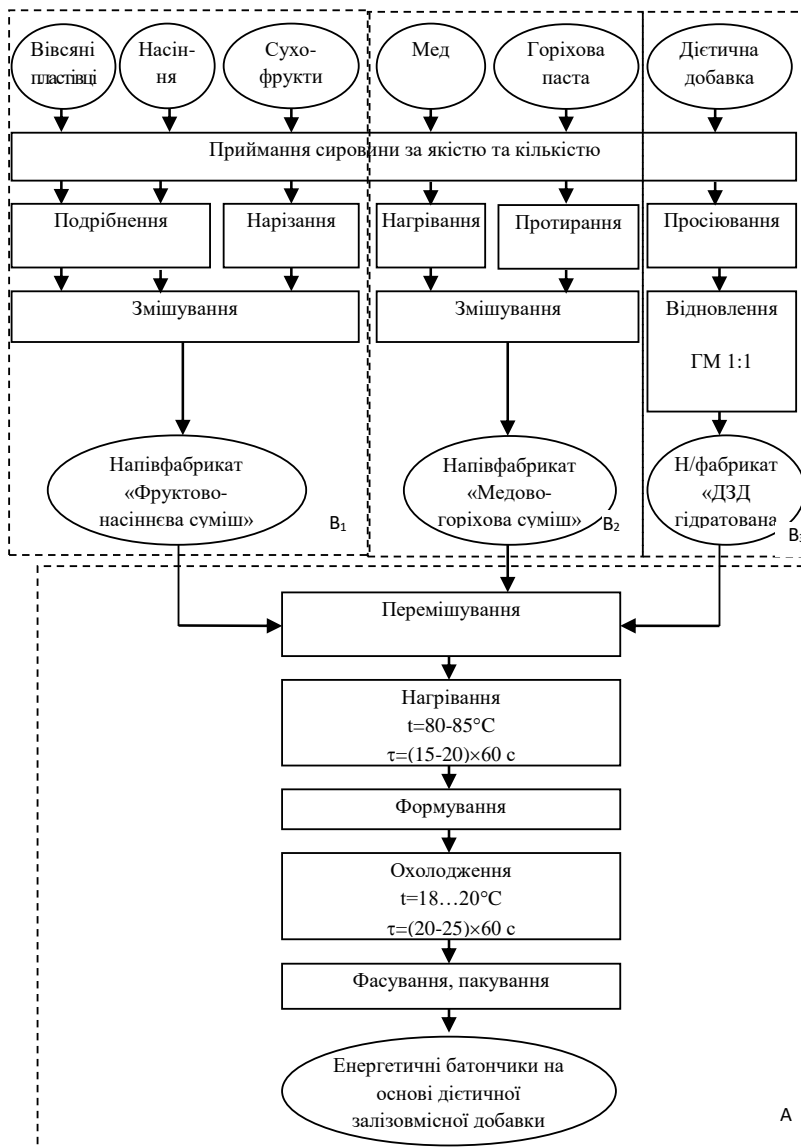 Вівсяні
пластівці
Насін-
ня
Сухо-
фрукти
Мед
Горіхова
паста
Дієтична
добавка
Приймання сировини за якістю та кількістю
Подрібнення
Нарізання
Нагрівання
Протирання
Просіювання
Змішування
Змішування
Відновлення
ГМ 1:1
Напівфабрикат
«Фруктово-
насіннєва суміш»
В₁
Напівфабрикат
«Медово-
горіхова суміш»
В₂
Н/фабрикат
«ДЗД
гідратована
В₃
Перемішування
Нагрівання
t=80-85°C
τ=(15-20)×60 с
Формування
Охолодження
t=18…20°C
τ=(20-25)×60 с
Фасування, пакування
Енергетичні батончики на
основі дієтичної
залізовмісної добавки
А